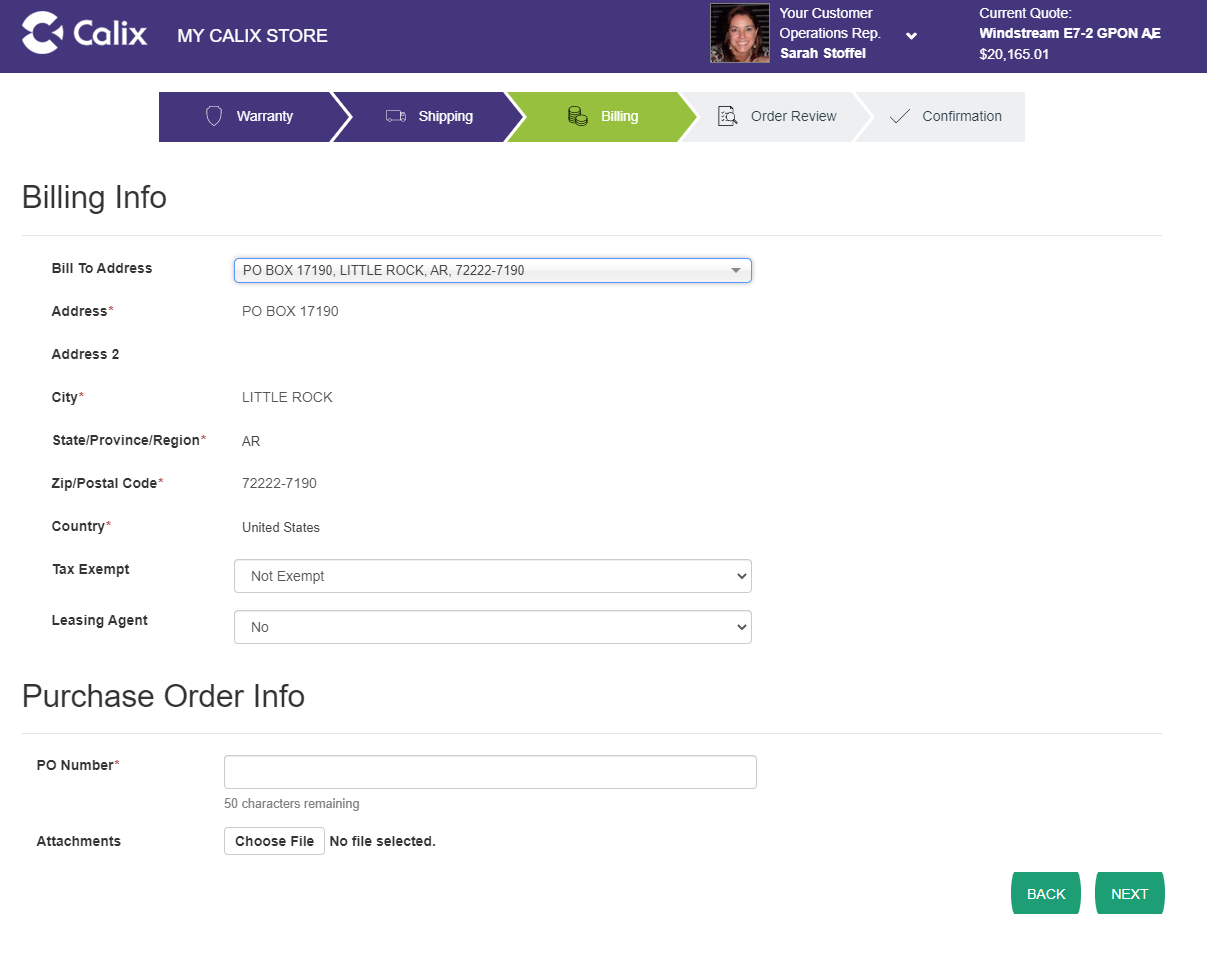 Calix
MY CALIX STORE
Your Customer
Operations Rep.
Sarah Stoffel
Current Quote:
Windstream E7-2 GPON AE
$20,165.01
Warranty
Shipping
Billing
Order Review
Confirmation
Billing Info
Bill To Address
PO BOX 17190, LITTLE ROCK, AR, 72222-7190
Address*
PO BOX 17190
Address 2
City*
LITTLE ROCK
State/Province/Region*
AR
Zip/Postal Code*
72222-7190
Country*
United States
Tax Exempt
Not Exempt
Leasing Agent
No
Purchase Order Info
PO Number*
50 characters remaining
Attachments
Choose File No file selected.
BACK
NEXT